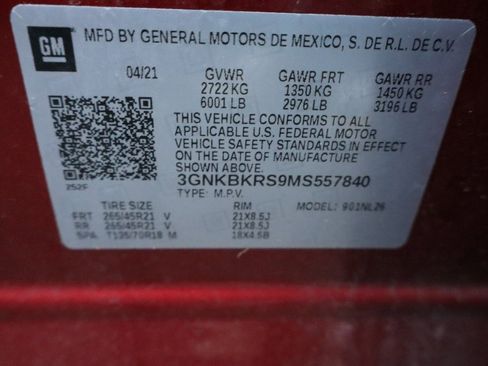 GM
MFD BY GENERAL MOTORS DE MEXICO, S. DE R.L. DE C.V.
04/21 GVWR GAWR FRT GAWR RR
2722 KG 1350 KG 1450 KG
6001 LB 2976 LB 3196 LB
THIS VEHICLE CONFORMS TO ALL
APPLICABLE U.S. FEDERAL MOTOR
VEHICLE SAFETY STANDARDS IN EFFECT
ON THE DATE OF MANUFACTURE
SHOWN ABOVE.
3GNKBKRS9MS557840
252F
TYPE: M.P.V.
TIRE SIZE RIM MODEL: 901NL26
FRT 265/45R21 V 21X8.5J
RR 265/45R21 V 21X8.5J
SPA T135/70R18 M 18X4.5B